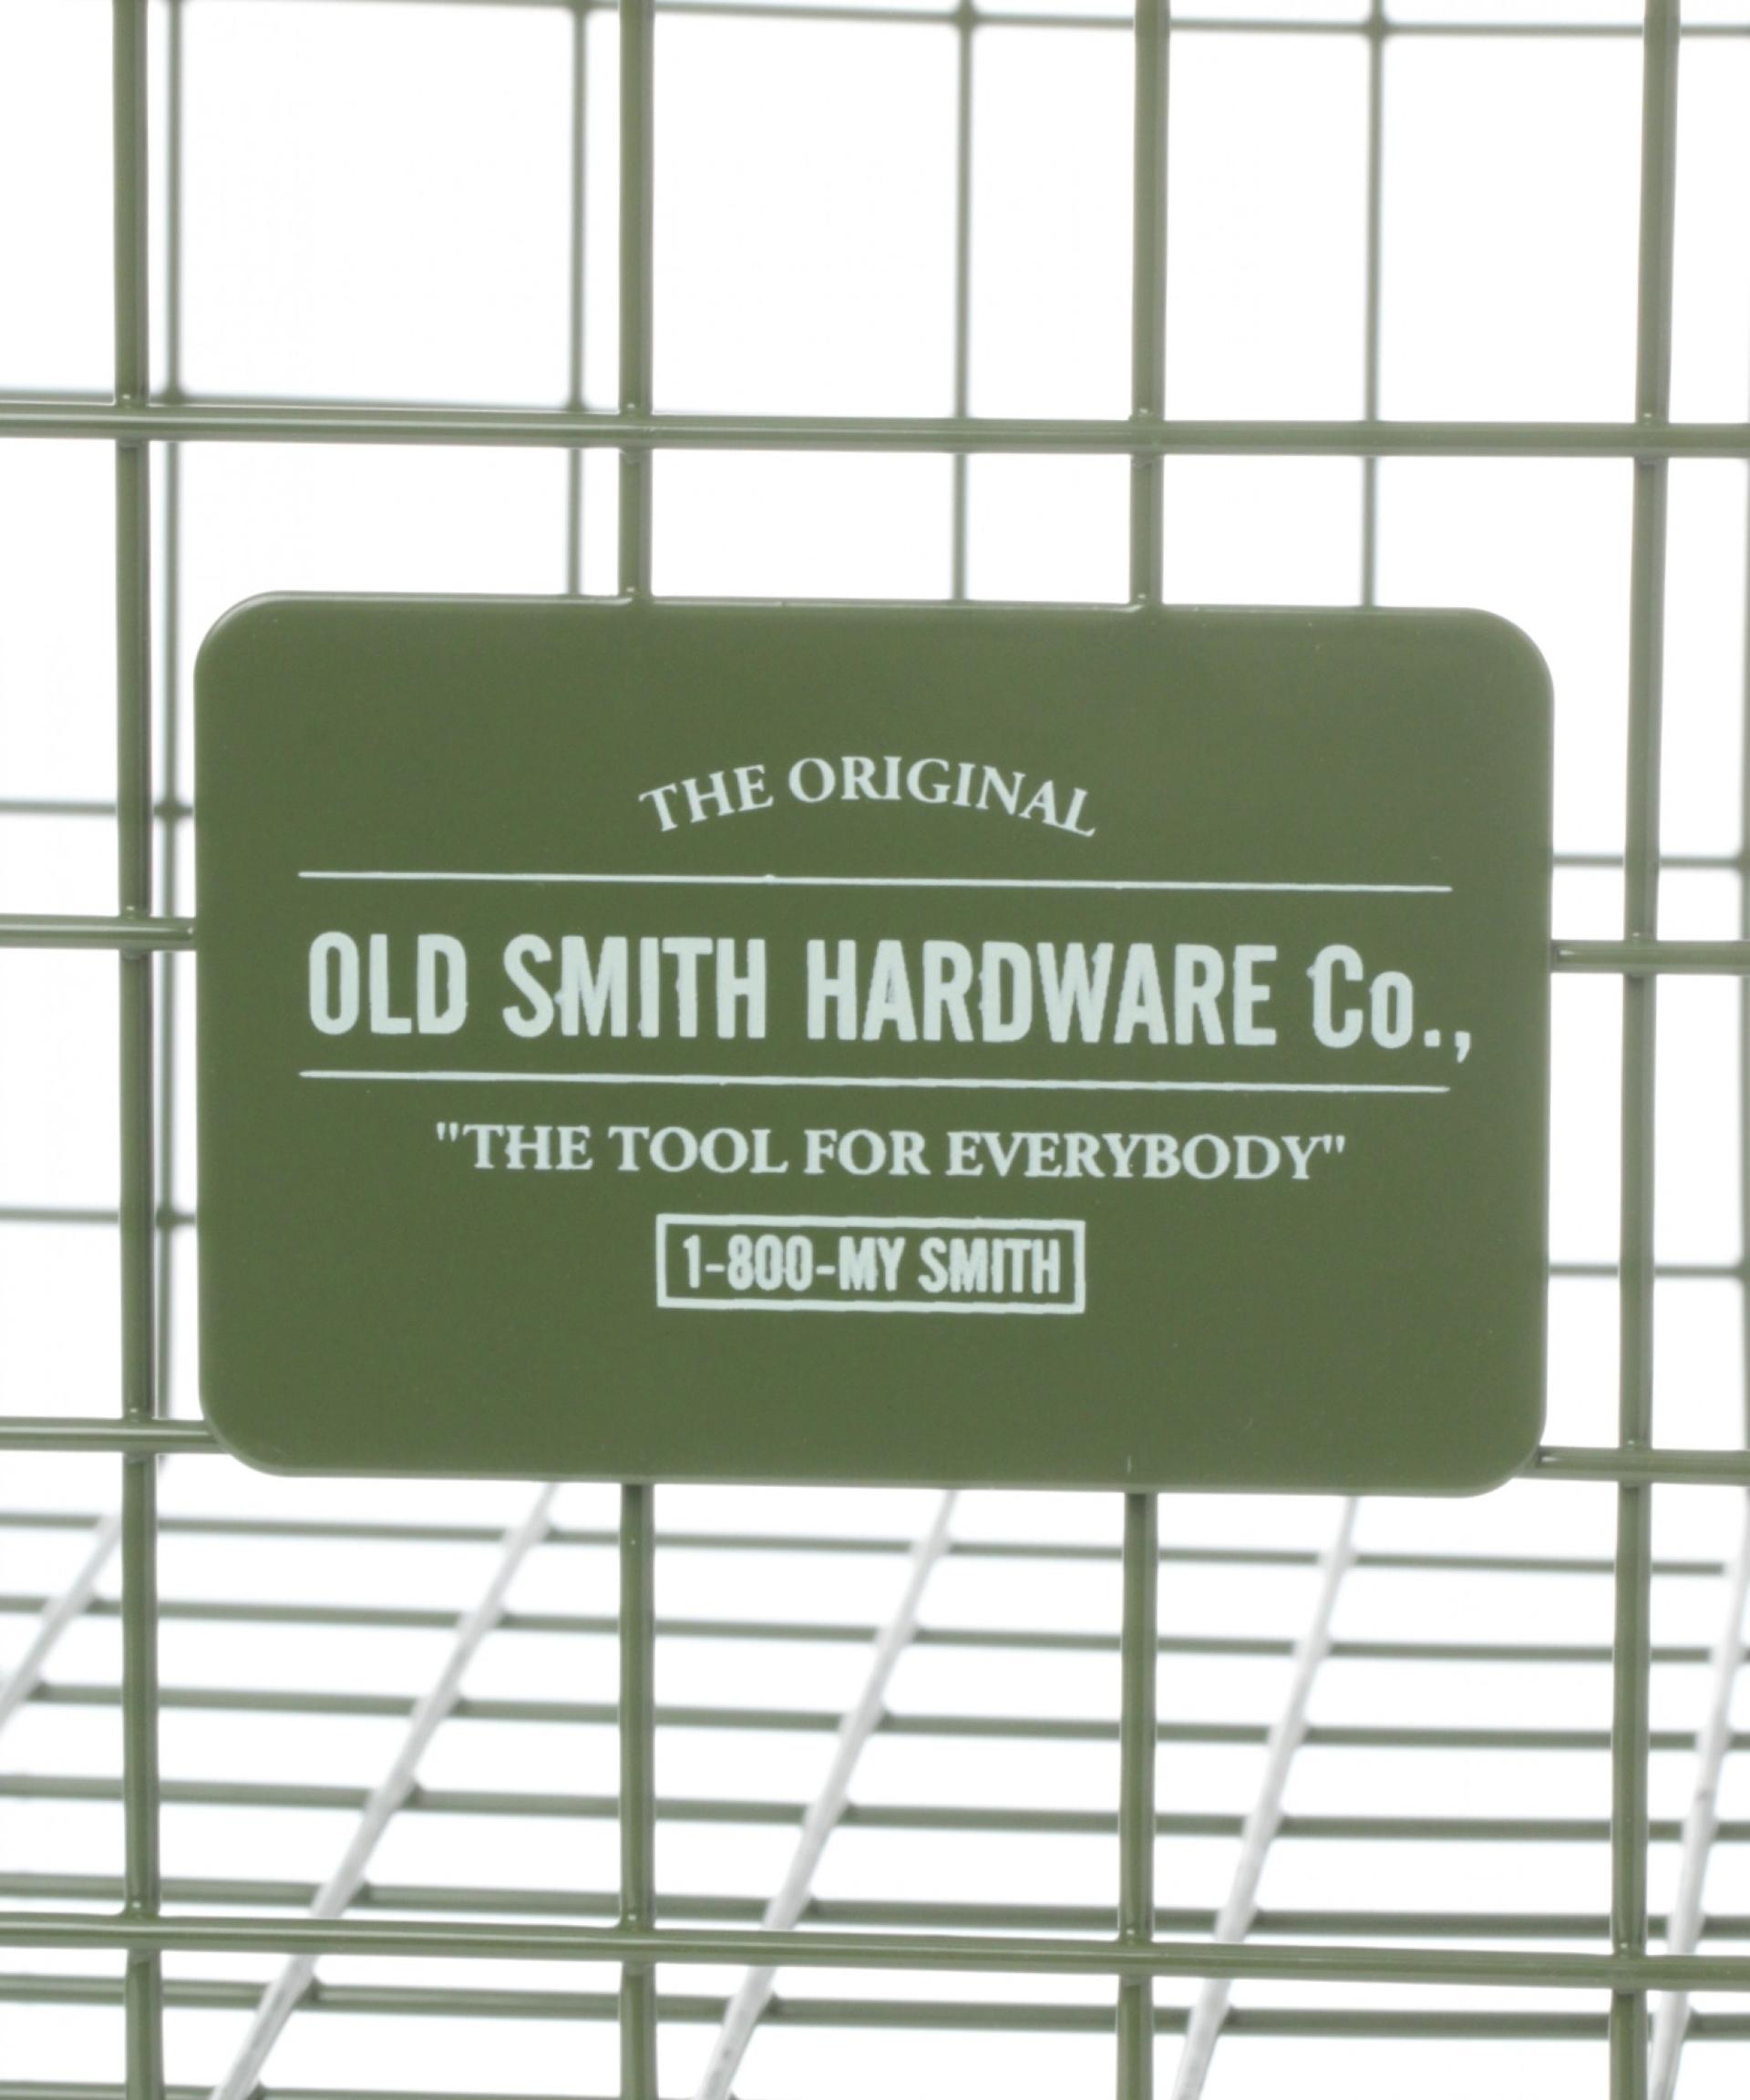 THE ORIGINAL
OLD SMITH HARDWARE Co.,
"THE TOOL FOR EVERYBODY"
1-800-MY SMITH